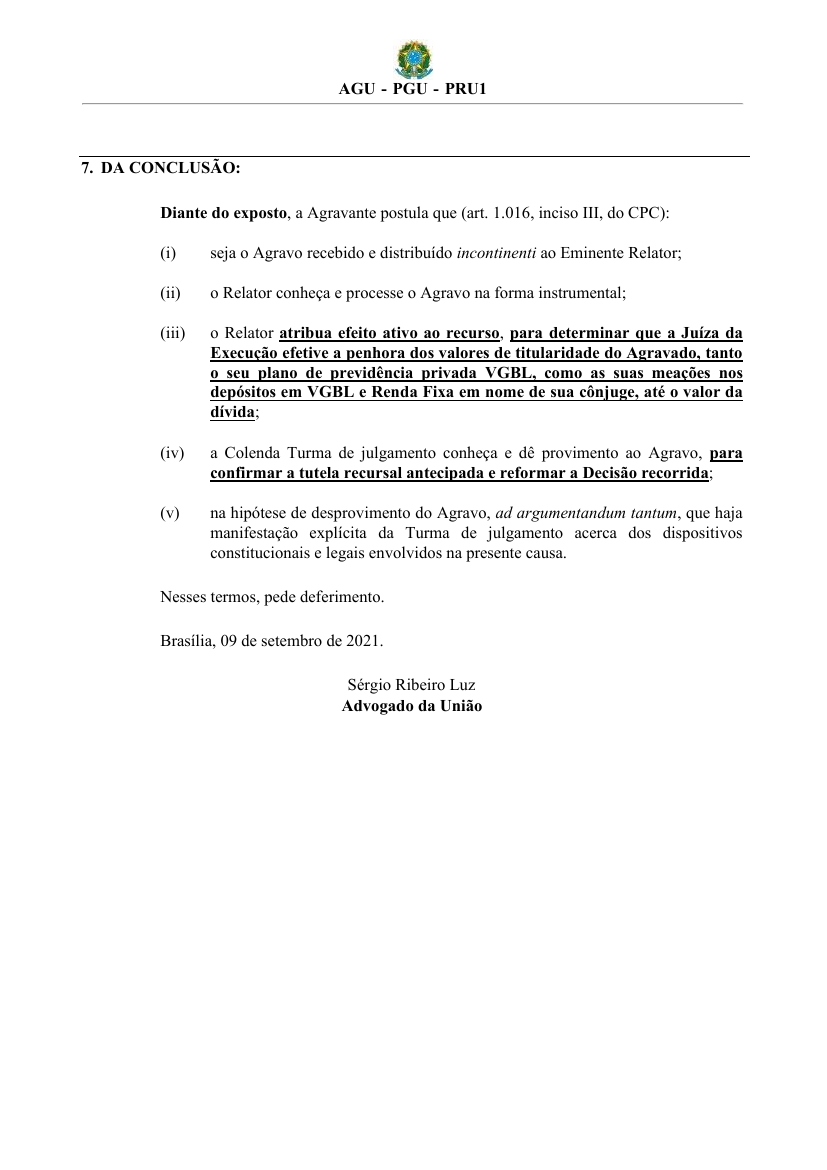 AGU - PGU - PRU1
7. DA CONCLUSÃO:
Diante do exposto, a Agravante postula que (art. 1.016, inciso III, do CPC):
(i) seja o Agravo recebido e distribuído incontinenti ao Eminente Relator;
(ii) o Relator conheça e processe o Agravo na forma instrumental;
(iii) o Relator atribua efeito ativo ao recurso, para determinar que a Juíza da
Execução efetive a penhora dos valores de titularidade do Agravado, tanto
o seu plano de previdência privada VGBL, como as suas meações nos
depósitos em VGBL e Renda Fixa em nome de sua cônjuge, até o valor da
dívida;
(iv) a Colenda Turma de julgamento conheça e dê provimento ao Agravo, para
confirmar a tutela recursal antecipada e reformar a Decisão recorrida;
(v) na hipótese de desprovimento do Agravo, ad argumentandum tantum, que haja
manifestação explícita da Turma de julgamento acerca dos dispositivos
constitucionais e legais envolvidos na presente causa.
Nesses termos, pede deferimento.
Brasília, 09 de setembro de 2021.
Sérgio Ribeiro Luz
Advogado da União